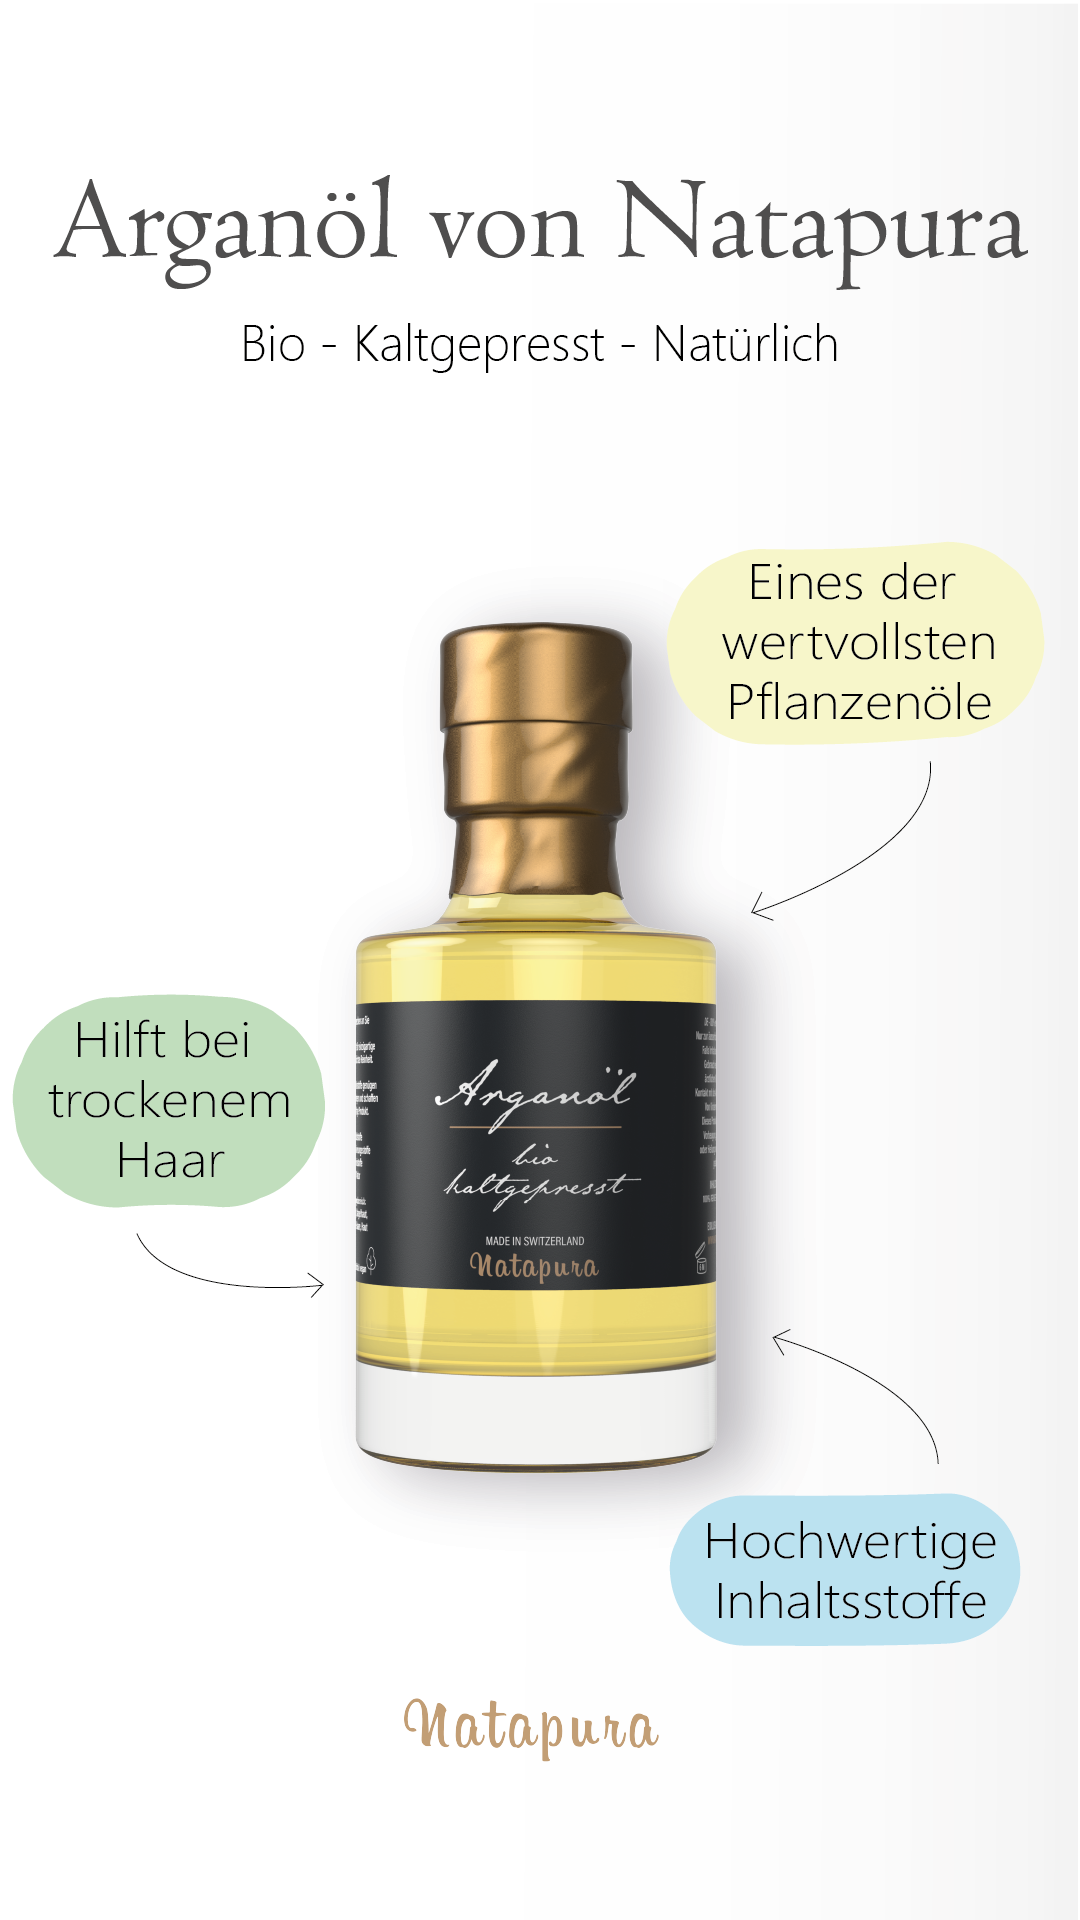 Arganöl von Natapura
Bio - Kaltgepresst - Natürlich
Eines der
wertvollsten
Pflanzenöle
Hilft bei
trockenem
Haar
Arganöl
bio
kaltgepresst
MADE IN SWITZERLAND
Natapura
Hochwertige
Inhaltsstoffe
Natapura